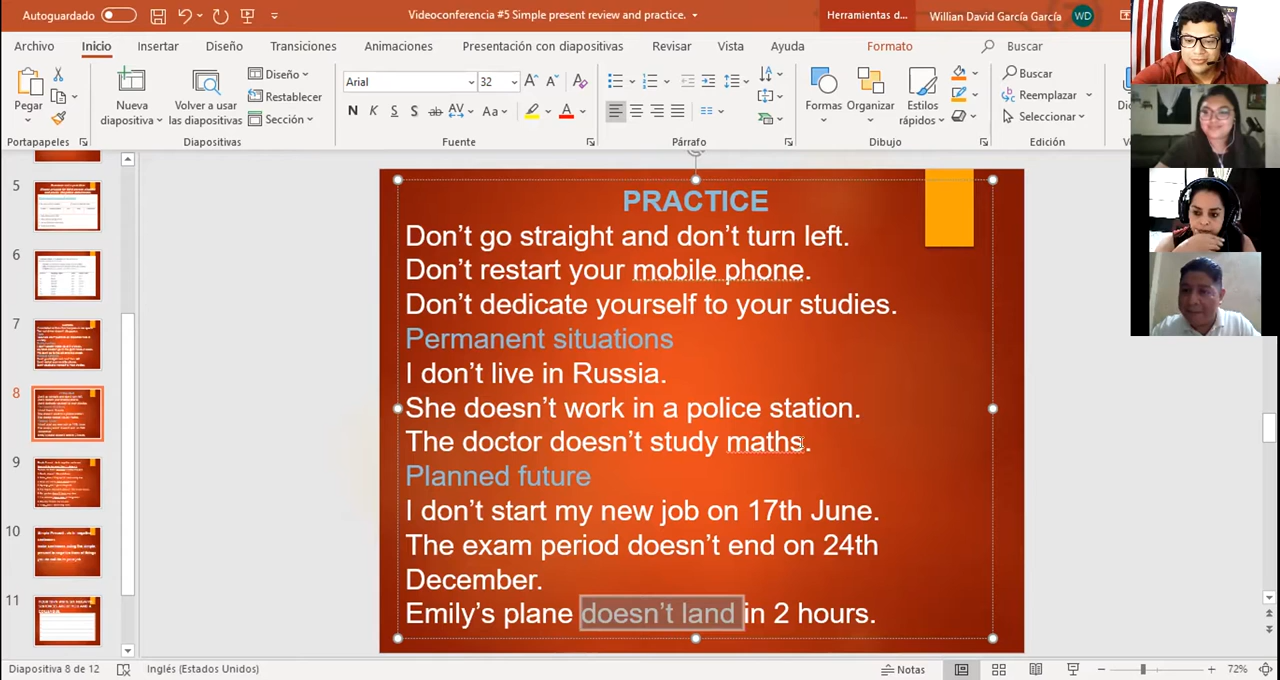 Autoguardado
Videoconferencia #5 Simple present review and practice.
Herramientas d...
Willian David García García
WD
Archivo Inicio Insertar Diseño Transiciones Animaciones Presentación con diapositivas Revisar Vista Ayuda Formato Buscar
Pegar
Nueva diapositiva
Volver a usar las diapositivas
Diseño
Restablecer
Sección
Arial 32
N K S S ab AV Aa A
Formas
Organizar
Estilos rápidos
Buscar
Reemplazar
Seleccionar
Portapapeles Diapositivas Fuente Párrafo Dibujo Edición
5
6
7
8
9
10
11
PRACTICE
Don’t go straight and don’t turn left.
Don’t restart your mobile phone.
Don’t dedicate yourself to your studies.
Permanent situations
I don’t live in Russia.
She doesn’t work in a police station.
The doctor doesn’t study maths.
Planned future
I don’t start my new job on 17th June.
The exam period doesn’t end on 24th
December.
Emily’s plane doesn’t land in 2 hours.
Diapositiva 8 de 12 Inglés (Estados Unidos) Notas 72%